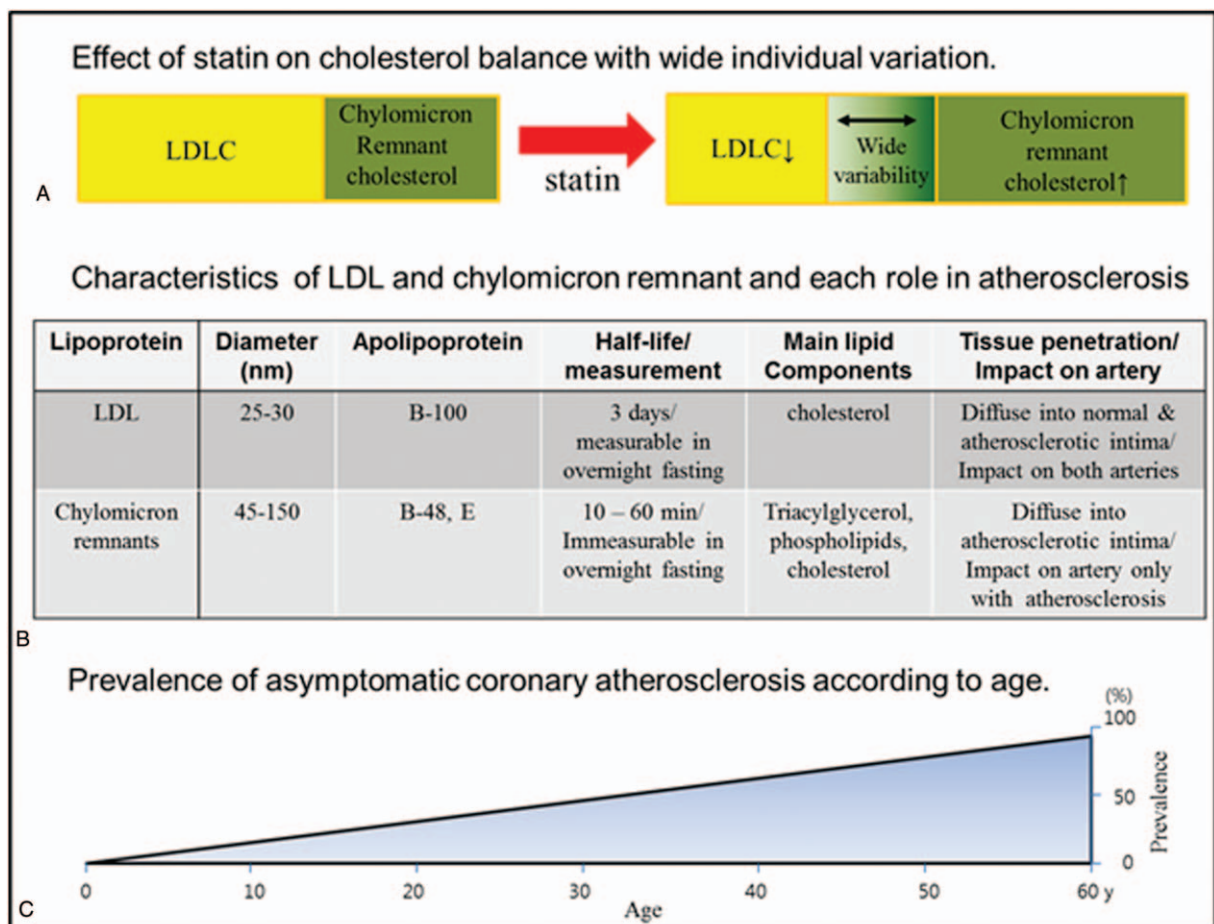 Effect of statin on cholesterol balance with wide individual variation.
LDLC
Chylomicron
Remnant
cholesterol
statin
LDLC↓
Wide
variability
Chylomicron
remnant
cholesterol↑
A
Characteristics of LDL and chylomicron remnant and each role in atherosclerosis
Lipoprotein
Diameter
(nm)
Apolipoprotein
Half-life/
measurement
Main lipid
Components
Tissue penetration/
Impact on artery
LDL
25-30
B-100
3 days/
measurable in
overnight fasting
cholesterol
Diffuse into normal &
atherosclerotic intima/
Impact on both arteries
Chylomicron
remnants
45-150
B-48, E
10 – 60 min/
Immeasurable in
overnight fasting
Triacylglycerol,
phospholipids,
cholesterol
Diffuse into
atherosclerotic intima/
Impact on artery only
with atherosclerosis
B
Prevalence of asymptomatic coronary atherosclerosis according to age.
(%)
100
50
0
Prevalence
0 10 20 30 40 50 60 y
Age
C